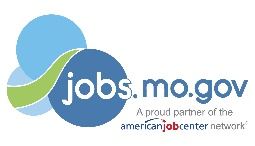 jobs.mo.gov
A proud partner of the
americanjobcenter network